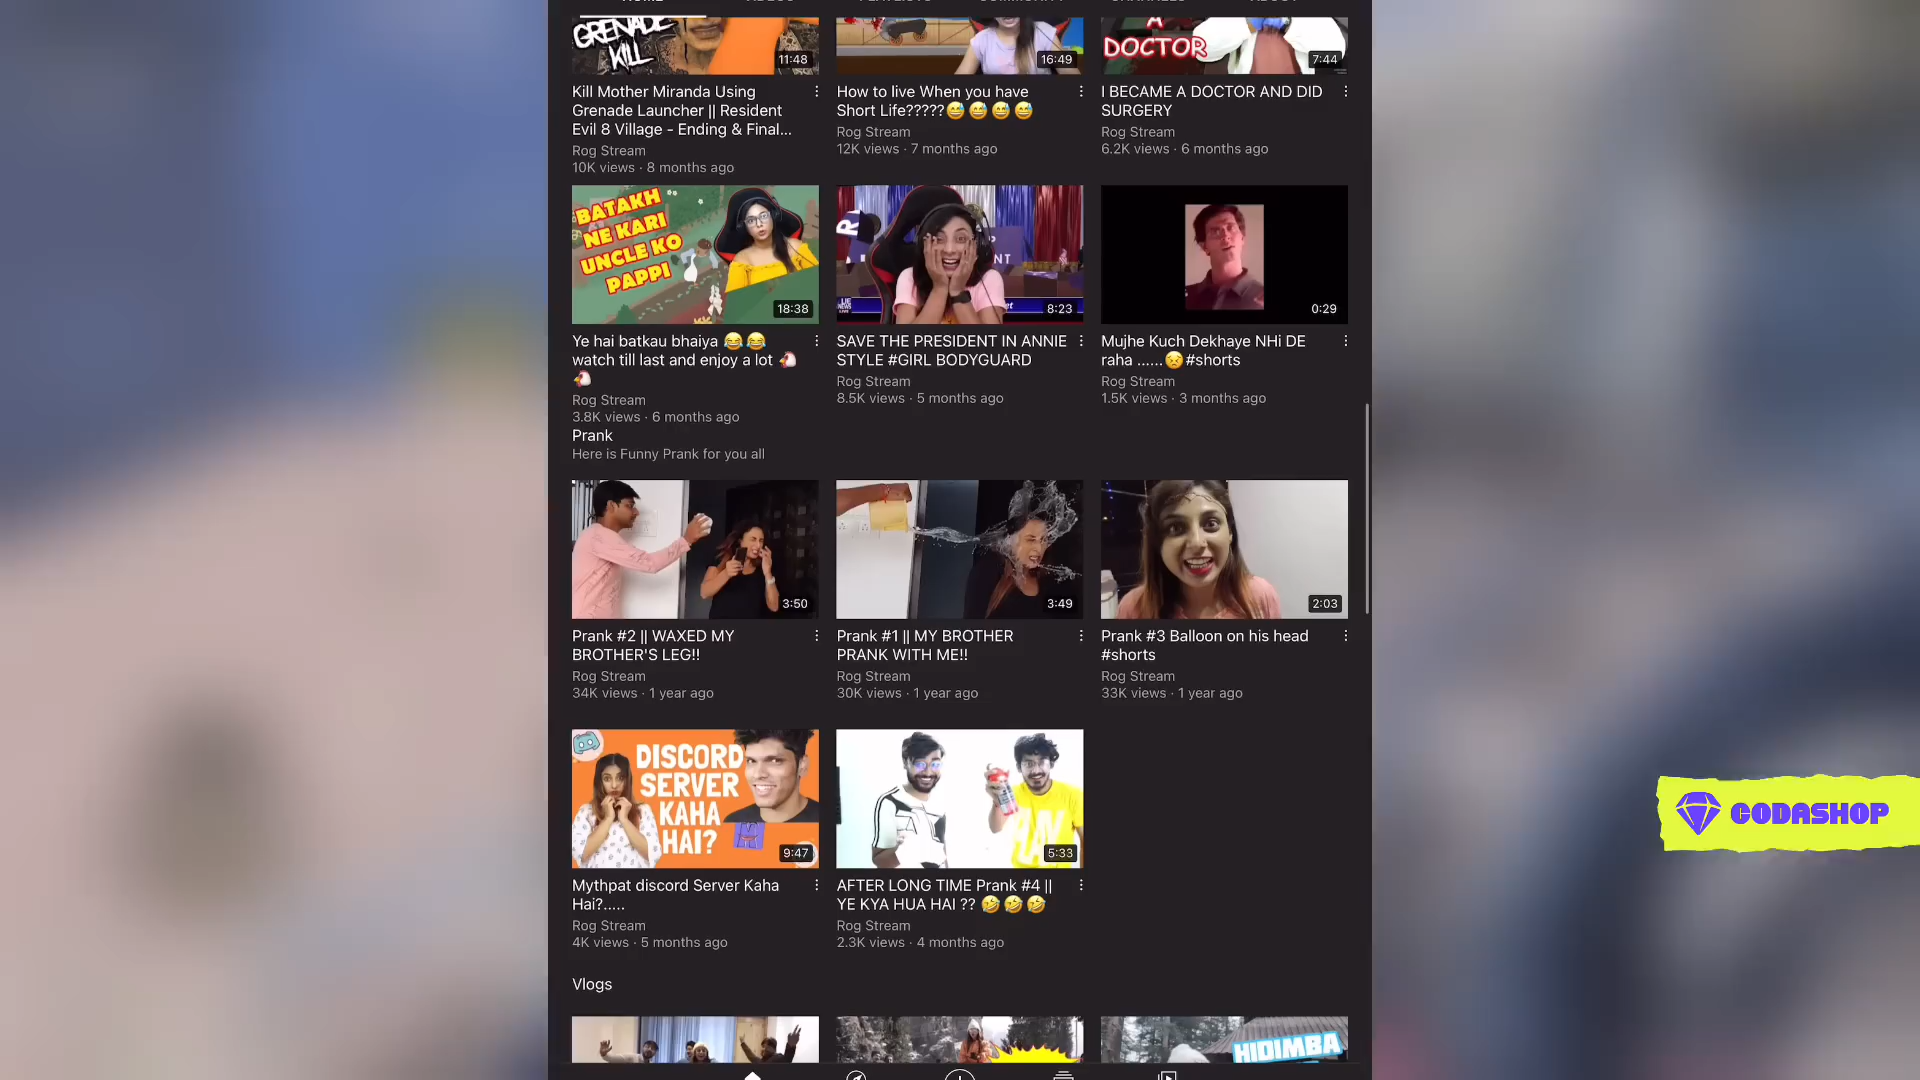 GRENADE
KILL
11:48
16:49
A
DOCTOR
7:44
Kill Mother Miranda Using
Grenade Launcher || Resident
Evil 8 Village - Ending & Final...
Rog Stream
10K views · 8 months ago
How to live When you have
Short Life?????😅😅😅😅
Rog Stream
12K views · 7 months ago
I BECAME A DOCTOR AND DID
SURGERY
Rog Stream
6.2K views · 6 months ago
BATAKH
NE KARI
UNCLE KO
PAPPI
18:38
8:23
0:29
Ye hai batkau bhaiya 😂😂
watch till last and enjoy a lot 🐔
🐔
Rog Stream
3.8K views · 6 months ago
SAVE THE PRESIDENT IN ANNIE
STYLE #GIRL BODYGUARD
Rog Stream
8.5K views · 5 months ago
Mujhe Kuch Dekhaye NHi DE
raha ......😣#shorts
Rog Stream
1.5K views · 3 months ago
Prank
Here is Funny Prank for you all
3:50
3:49
2:03
Prank #2 || WAXED MY
BROTHER'S LEG!!
Rog Stream
34K views · 1 year ago
Prank #1 || MY BROTHER
PRANK WITH ME!!
Rog Stream
30K views · 1 year ago
Prank #3 Balloon on his head
#shorts
Rog Stream
33K views · 1 year ago
DISCORD
SERVER
KAHA
HAI?
9:47
5:33
Mythpat discord Server Kaha
Hai?.....
Rog Stream
4K views · 5 months ago
AFTER LONG TIME Prank #4 ||
YE KYA HUA HAI ?? 🤣🤣🤣
Rog Stream
2.3K views · 4 months ago
Vlogs
HIDIMBA
CODASHOP